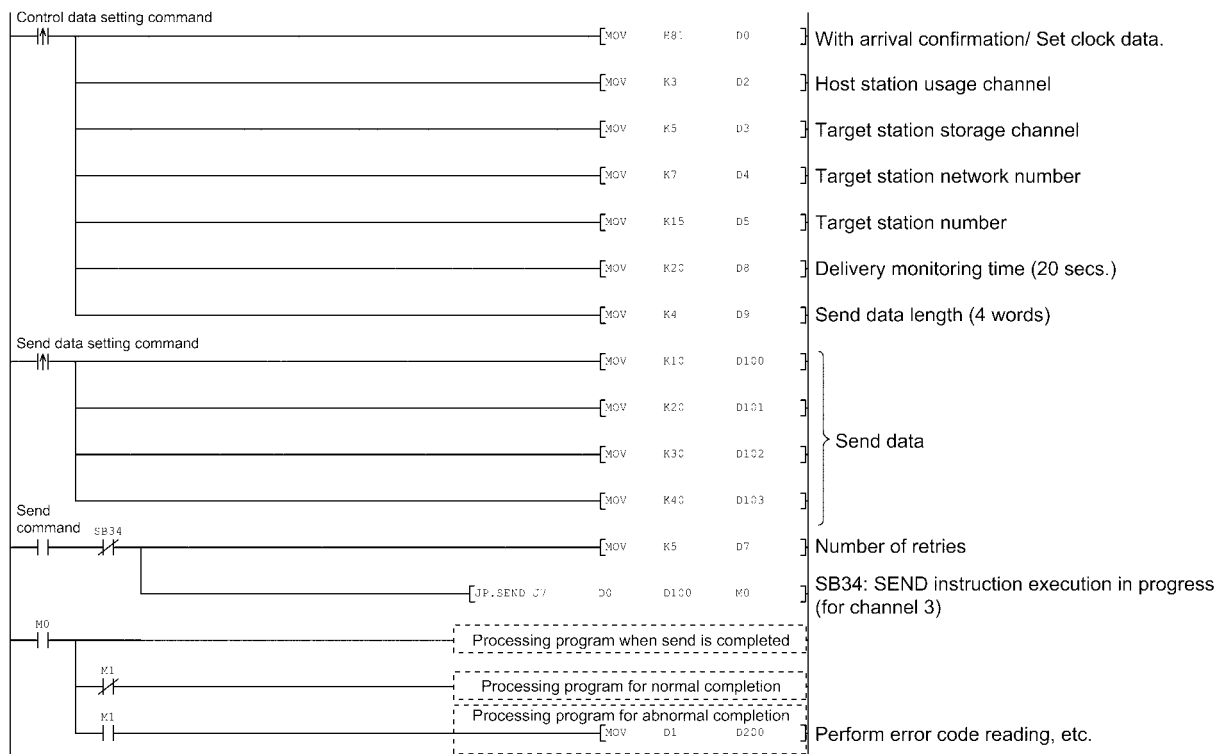 Control data setting command
MOV H81 D0 With arrival confirmation/ Set clock data.
MOV K3 D2 Host station usage channel
MOV K5 D3 Target station storage channel
MOV K7 D4 Target station network number
MOV K15 D5 Target station number
MOV K20 D8 Delivery monitoring time (20 secs.)
MOV K4 D9 Send data length (4 words)
Send data setting command
MOV K10 D100
MOV K20 D101
Send data
MOV K30 D102
MOV K40 D103
Send
command SB34
MOV K5 D7 Number of retries
JP.SEND J7 D0 D100 M0 SB34: SEND instruction execution in progress
(for channel 3)
M0
Processing program when send is completed
M1
Processing program for normal completion
M1
Processing program for abnormal completion
MOV D1 D200 Perform error code reading, etc.